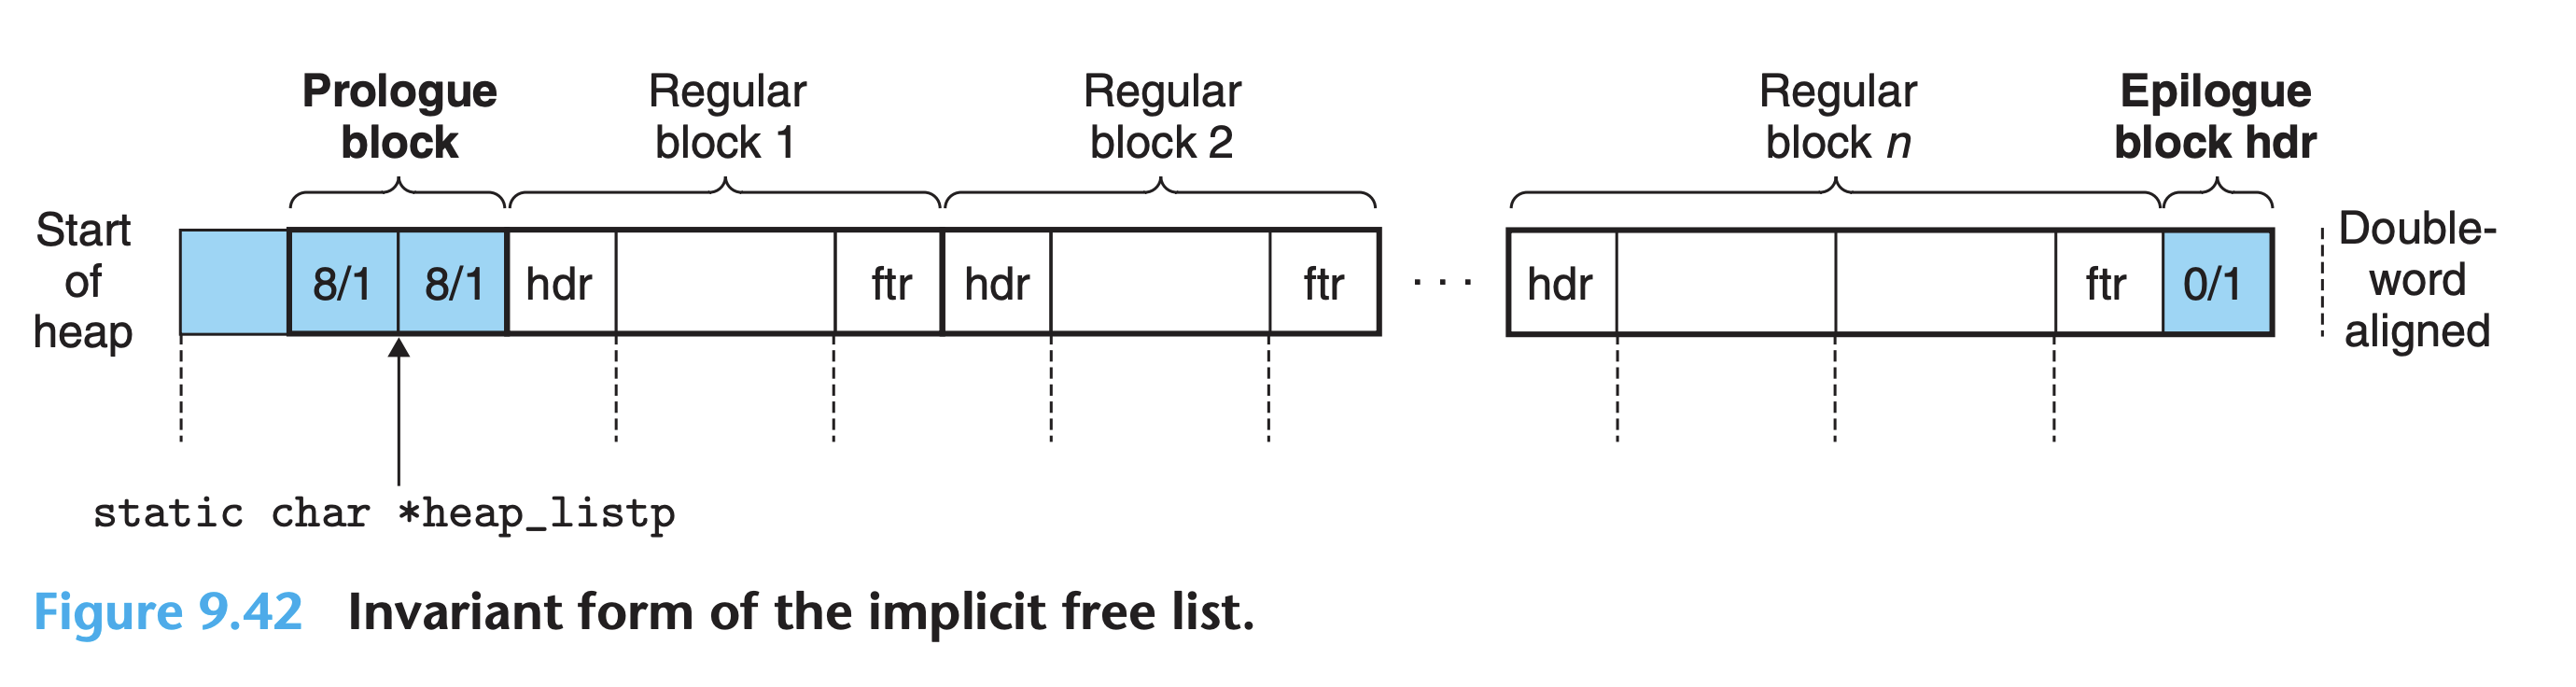 Prologue
block
Regular
block 1
Regular
block 2
Regular
block n
Epilogue
block hdr
Start
of
heap
8/1
8/1
hdr
ftr
hdr
ftr
· · ·
hdr
ftr
0/1
Double-
word
aligned
static char *heap_listp
Figure 9.42 Invariant form of the implicit free list.